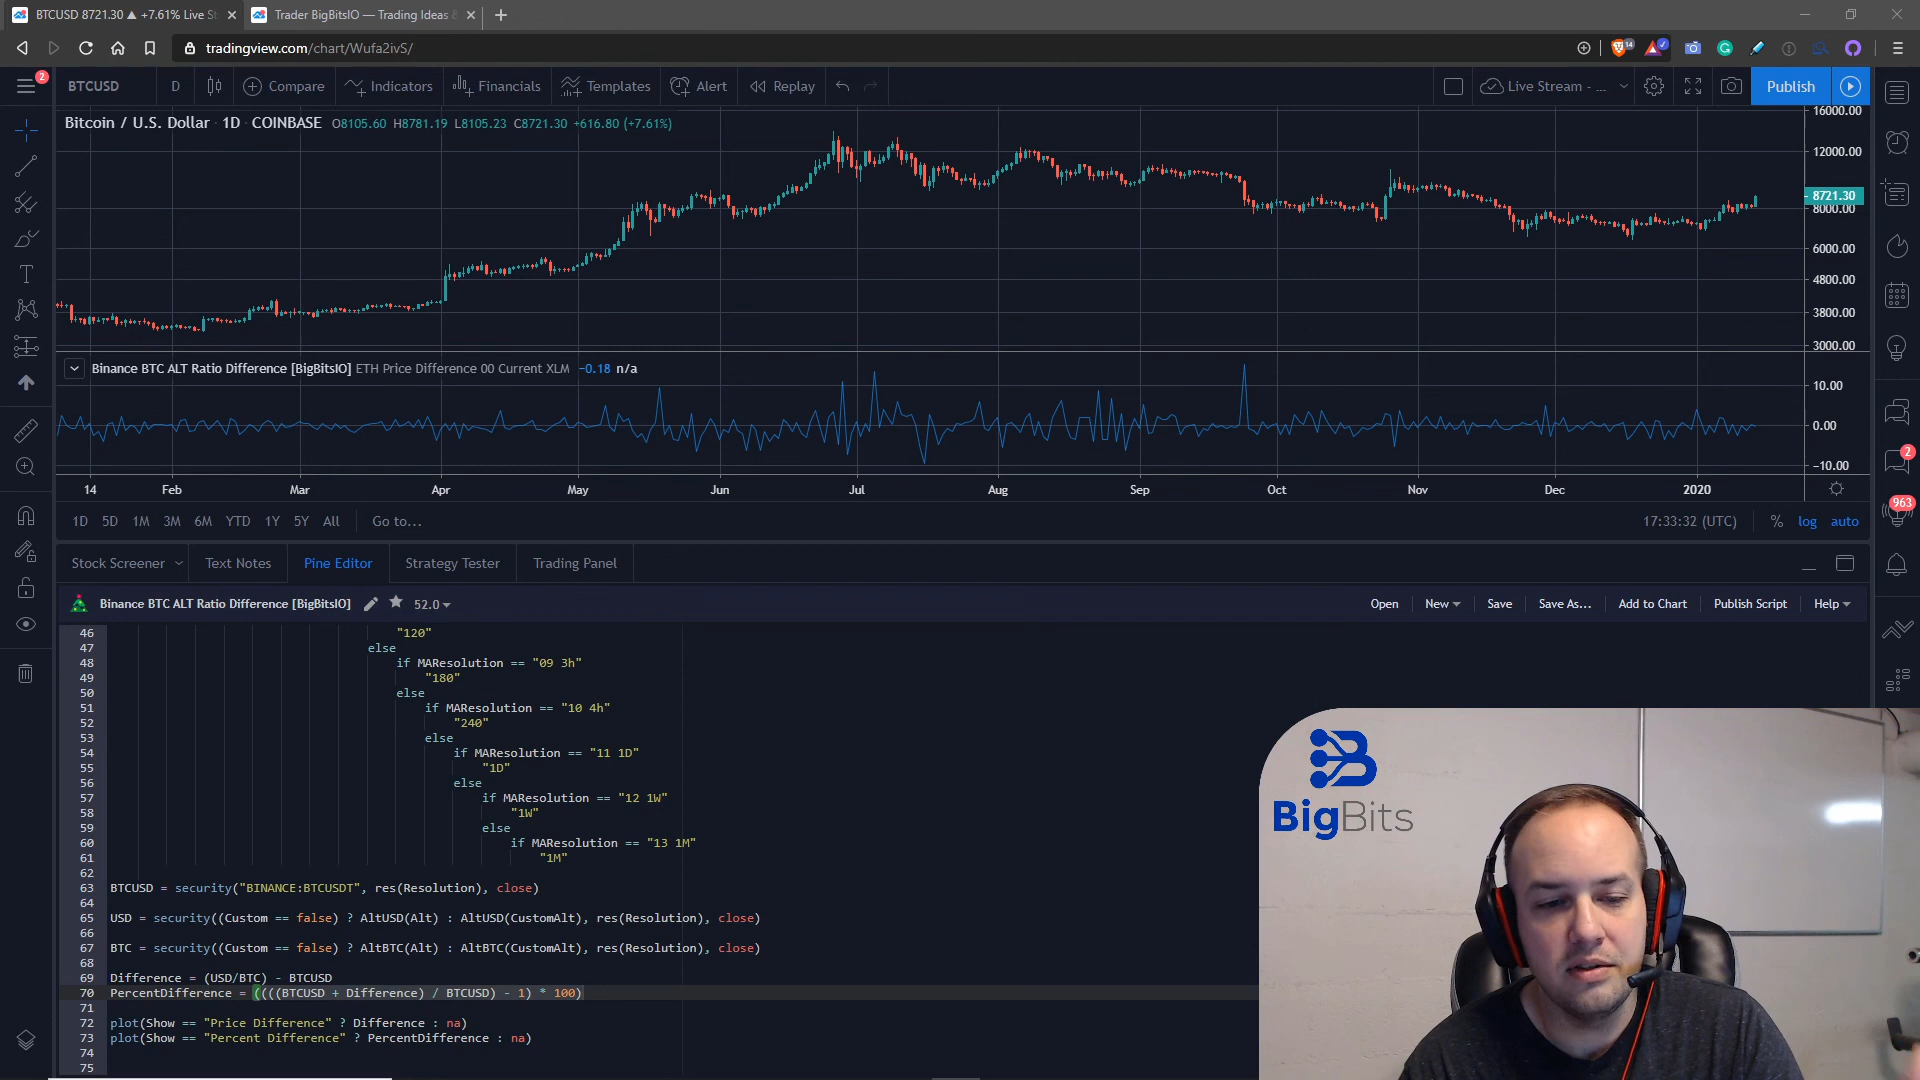 BTCUSD 8721.30 ▲ +7.61% Live St
Trader BigBitsIO — Trading Ideas &
tradingview.com/chart/Wufa2ivS/
14
2
BTCUSD
D
Compare
Indicators
Financials
Templates
Alert
Replay
Live Stream - ...
Publish
Bitcoin / U.S. Dollar · 1D · COINBASE O8105.60 H8781.19 L8105.23 C8721.30 +616.80 (+7.61%)
16000.00
12000.00
8721.30
8000.00
6000.00
4800.00
3800.00
3000.00
Binance BTC ALT Ratio Difference [BigBitsIO] ETH Price Difference 00 Current XLM −0.18 n/a
10.00
0.00
−10.00
2
963
14 Feb Mar Apr May Jun Jul Aug Sep Oct Nov Dec 2020
1D 5D 1M 3M 6M YTD 1Y 5Y All Go to...
17:33:32 (UTC) % log auto
Stock Screener Text Notes Pine Editor Strategy Tester Trading Panel
Binance BTC ALT Ratio Difference [BigBitsIO] 52.0
Open New Save Save As... Add to Chart Publish Script Help
46 "120"
47 else
48 if MAResolution == "09 3h"
49 "180"
50 else
51 if MAResolution == "10 4h"
52 "240"
53 else
54 if MAResolution == "11 1D"
55 "1D"
56 else
57 if MAResolution == "12 1W"
58 "1W"
59 else
60 if MAResolution == "13 1M"
61 "1M"
62
63 BTCUSD = security("BINANCE:BTCUSDT", res(Resolution), close)
64
65 USD = security((Custom == false) ? AltUSD(Alt) : AltUSD(CustomAlt), res(Resolution), close)
66
67 BTC = security((Custom == false) ? AltBTC(Alt) : AltBTC(CustomAlt), res(Resolution), close)
68
69 Difference = (USD/BTC) - BTCUSD
70 PercentDifference = ((((BTCUSD + Difference) / BTCUSD) - 1) * 100)
71
72 plot(Show == "Price Difference" ? Difference : na)
73 plot(Show == "Percent Difference" ? PercentDifference : na)
74
75
BigBits